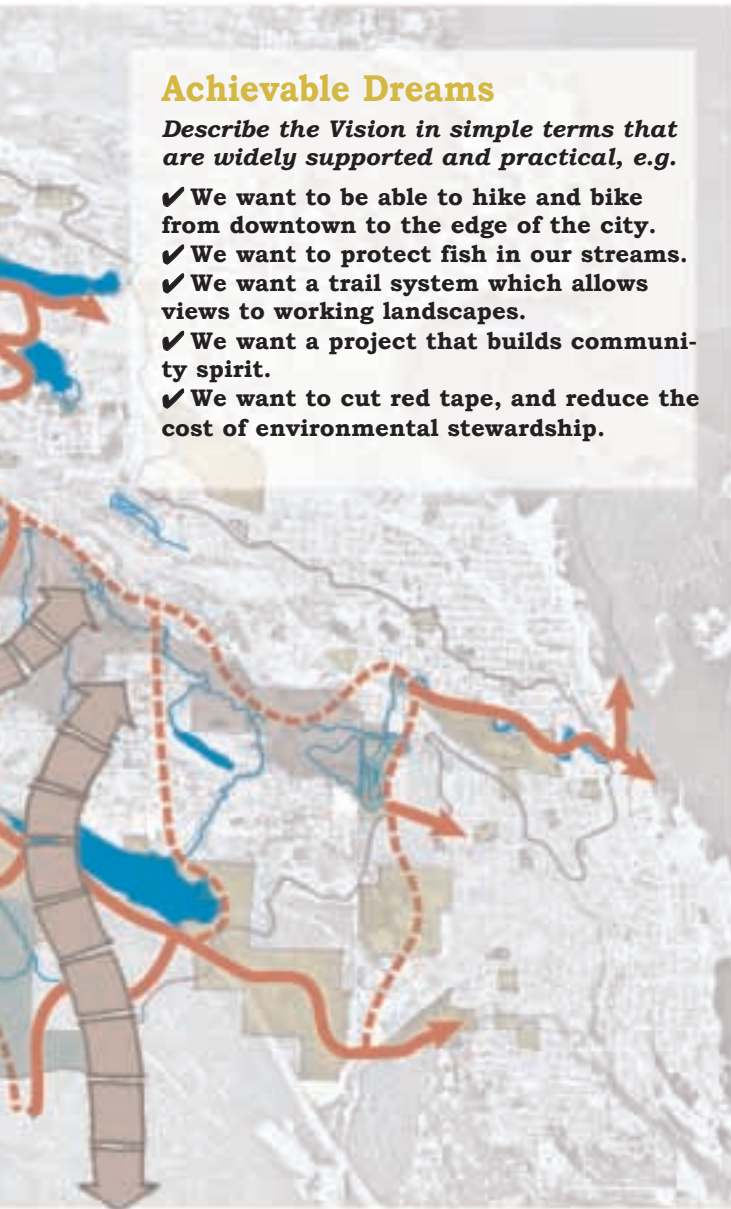 Achievable Dreams
Describe the Vision in simple terms that
are widely supported and practical, e.g.
✔ We want to be able to hike and bike
from downtown to the edge of the city.
✔ We want to protect fish in our streams.
✔ We want a trail system which allows
views to working landscapes.
✔ We want a project that builds communi-
ty spirit.
✔ We want to cut red tape, and reduce the
cost of environmental stewardship.